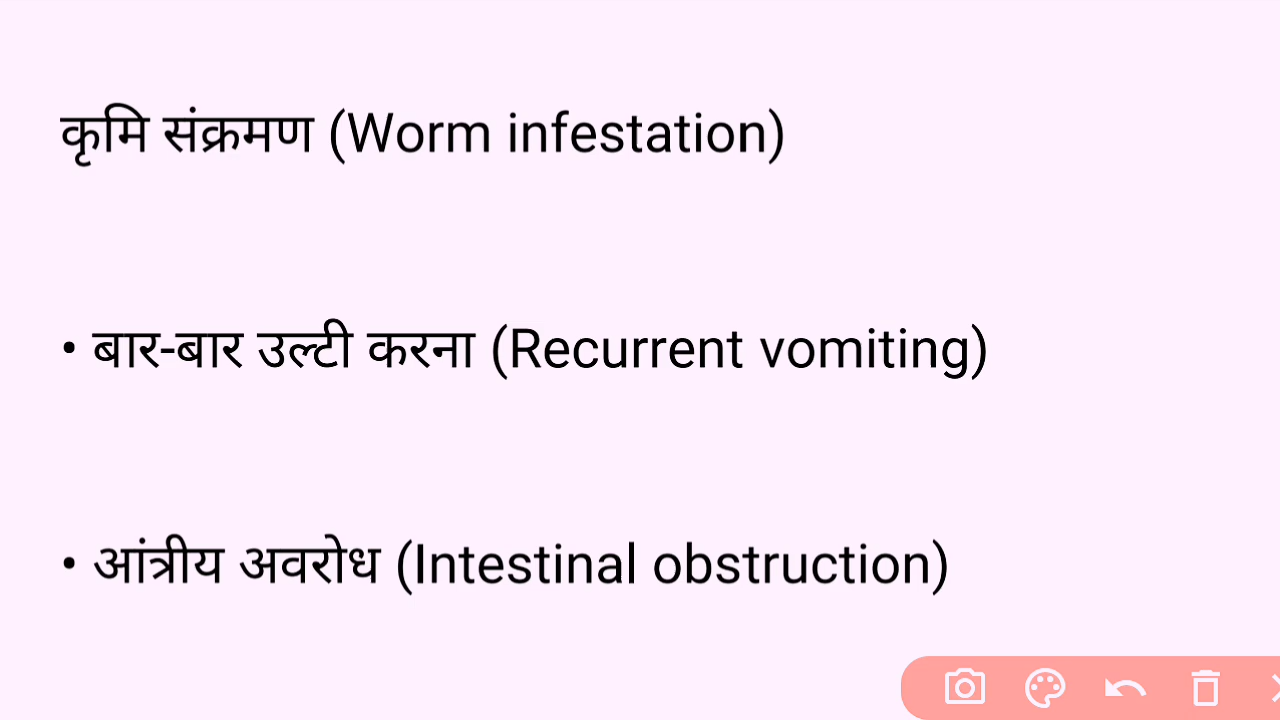 कृमि संक्रमण (Worm infestation)
• बार-बार उल्टी करना (Recurrent vomiting)
• आंत्रीय अवरोध (Intestinal obstruction)